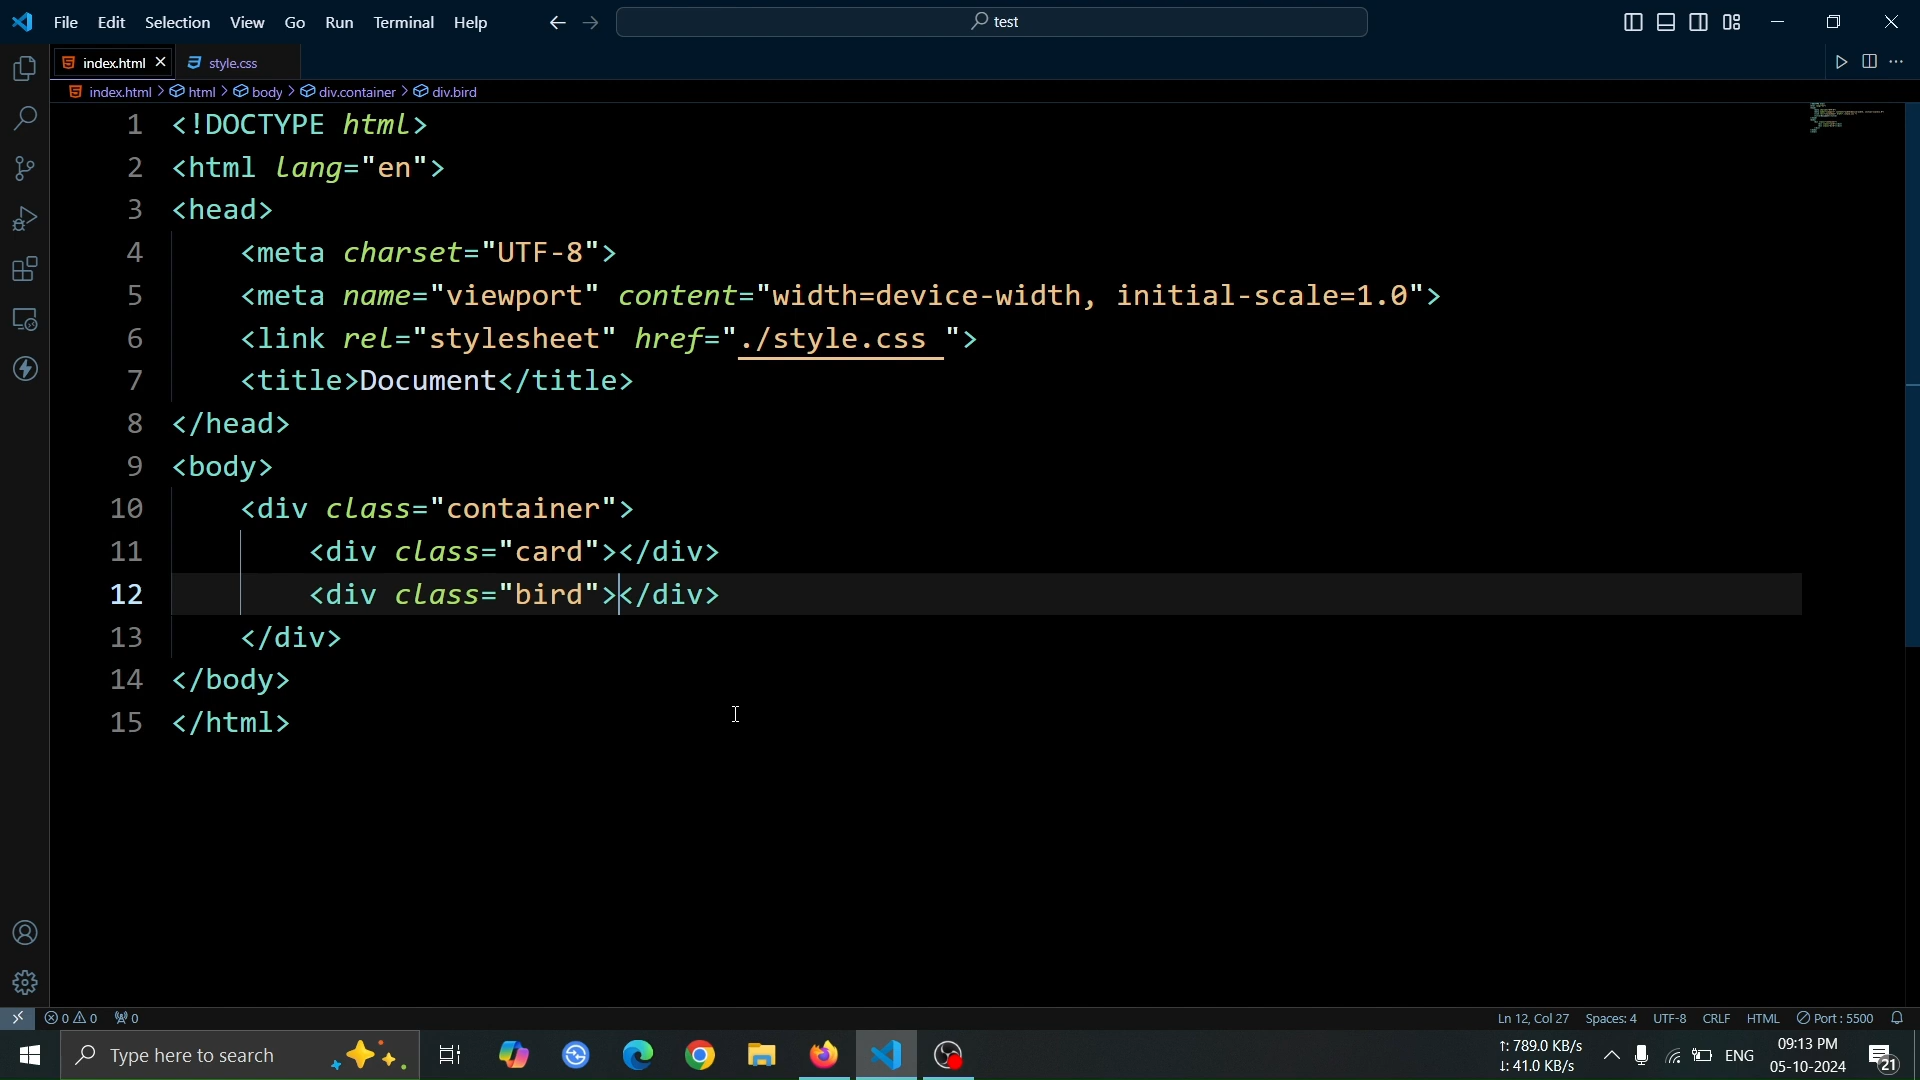 File Edit Selection View Go Run Terminal Help test
index.html style.css
index.html > html > body > div.container > div.bird
1 <!DOCTYPE html>
2 <html lang="en">
3 <head>
4 <meta charset="UTF-8">
5 <meta name="viewport" content="width=device-width, initial-scale=1.0">
6 <link rel="stylesheet" href="./style.css ">
7 <title>Document</title>
8 </head>
9 <body>
10 <div class="container">
11 <div class="card"></div>
12 <div class="bird"></div>
13 </div>
14 </body>
15 </html>
0 0 0 Ln 12, Col 27 Spaces: 4 UTF-8 CRLF HTML Port : 5500
Type here to search
↑: 789.0 KB/s
↓: 41.0 KB/s
ENG
09:13 PM
05-10-2024
21